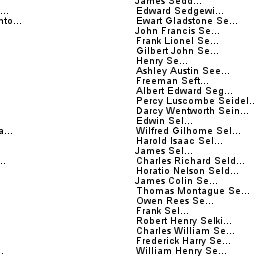 James Sedd...
...
Edward Sedgewi...
nto...
Ewart Gladstone Se...
John Francis Se...
Frank Lionel Se...
Gilbert John Se...
Henry Se...
Ashley Austin See...
Freeman Seft...
Albert Edward Seg...
Percy Luscombe Seidel..
Darcy Wentworth Sein...
Edwin Sel...
a...
Wilfred Gilhome Sel...
Harold Isaac Sel...
James Sel...
..
Charles Richard Seld...
Horatio Nelson Seld...
James Colin Se...
Thomas Montague Se...
Owen Rees Se...
Frank Sel...
Robert Henry Selki...
Charles William Se...
Frederick Harry Se...
.
William Henry Se...